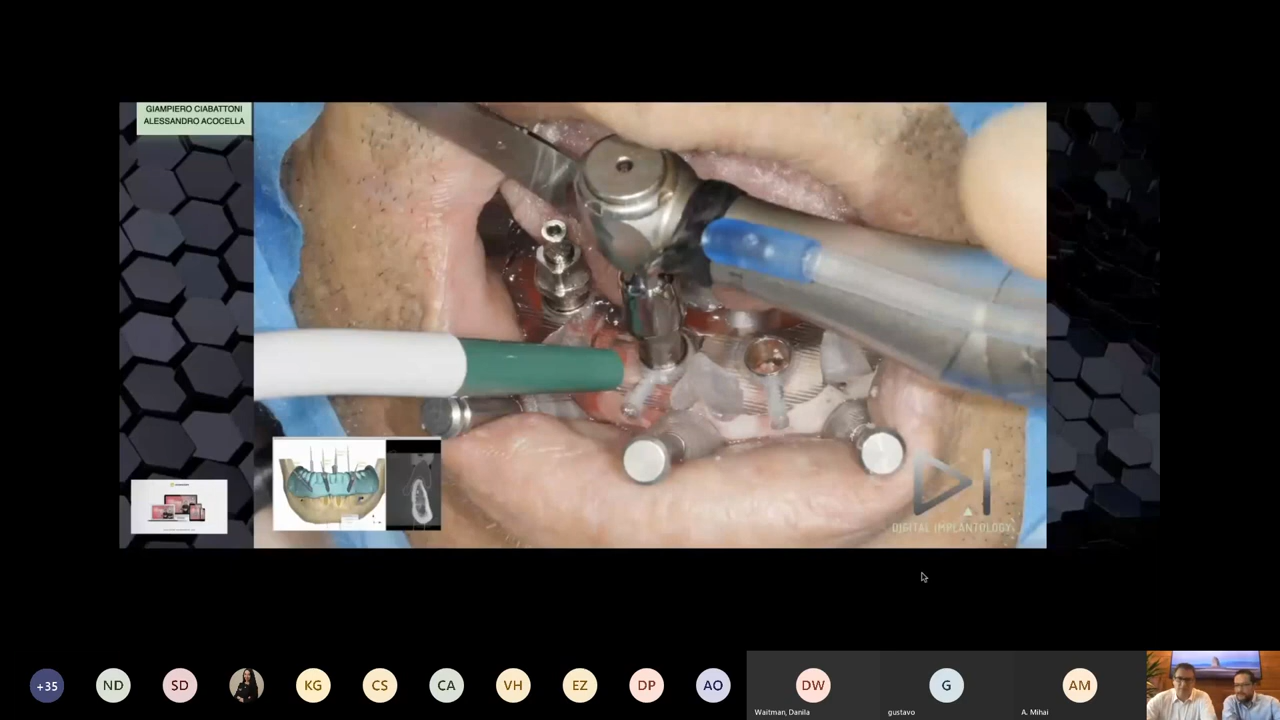 GIAMPIERO CIABATTONI
ALESSANDRO ACOCELLA
DIGITAL IMPLANTOLOGY
+35
ND
SD
KG
CS
CA
VH
EZ
DP
AO
DW
G
AM
Waitman, Danila
gustavo
A. Mihai